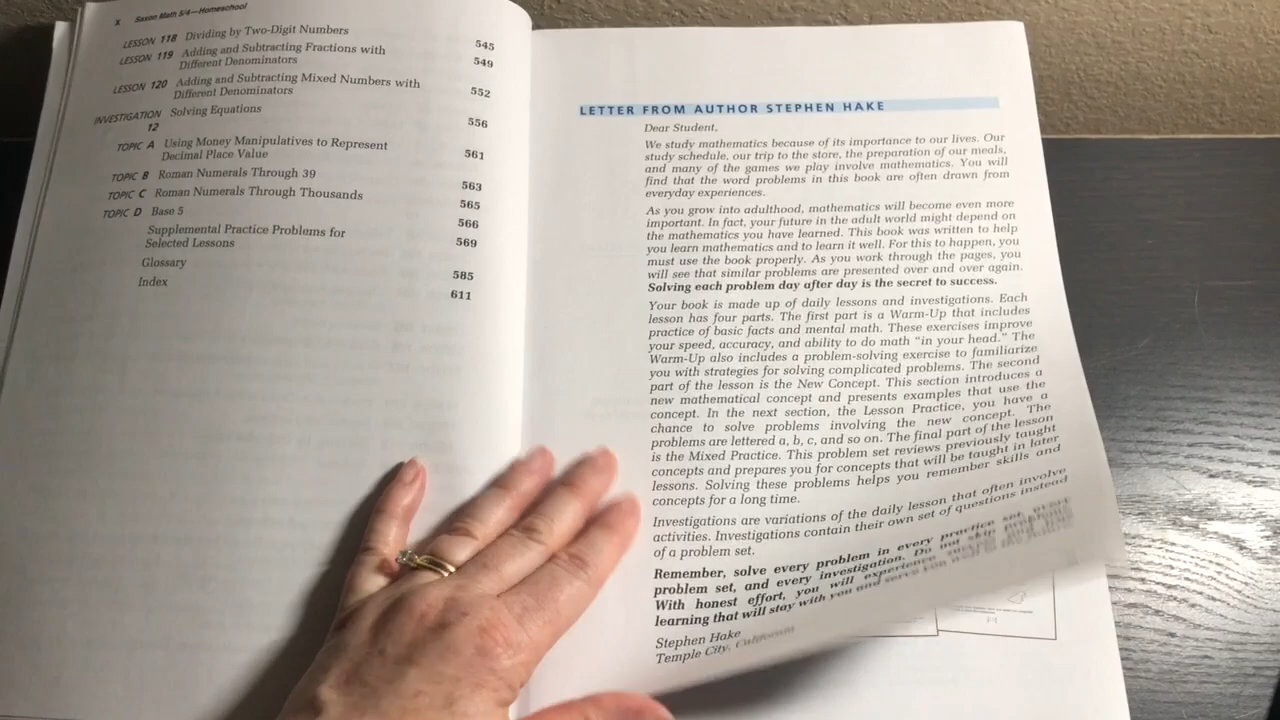 x Saxon Math 5/4—Homeschool
LESSON 118 Dividing by Two-Digit Numbers 545
LESSON 119 Adding and Subtracting Fractions with
Different Denominators 549
LESSON 120 Adding and Subtracting Mixed Numbers with
Different Denominators 552
INVESTIGATION 12 Solving Equations 556
TOPIC A Using Money Manipulatives to Represent
Decimal Place Value 561
TOPIC B Roman Numerals Through 39 563
TOPIC C Roman Numerals Through Thousands 565
TOPIC D Base 5 566
Supplemental Practice Problems for
Selected Lessons 569
Glossary 585
Index 611
LETTER FROM AUTHOR STEPHEN HAKE
Dear Student,
We study mathematics because of its importance to our lives. Our
study schedule, our trip to the store, the preparation of our meals,
and many of the games we play involve mathematics. You will
find that the word problems in this book are often drawn from
everyday experiences.
As you grow into adulthood, mathematics will become even more
important. In fact, your future in the adult world might depend on
the mathematics you have learned. This book was written to help
you learn mathematics and to learn it well. For this to happen, you
must use the book properly. As you work through the pages, you
will see that similar problems are presented over and over again.
Solving each problem day after day is the secret to success.
Your book is made up of daily lessons and investigations. Each
lesson has four parts. The first part is a Warm-Up that includes
practice of basic facts and mental math. These exercises improve
your speed, accuracy, and ability to do math “in your head.” The
Warm-Up also includes a problem-solving exercise to familiarize
you with strategies for solving complicated problems. The second
part of the lesson is the New Concept. This section introduces a
new mathematical concept and presents examples that use the
concept. In the next section, the Lesson Practice, you have a
chance to solve problems involving the new concept. The
problems are lettered a, b, c, and so on. The final part of the lesson
is the Mixed Practice. This problem set reviews previously taught
concepts and prepares you for concepts that will be taught in later
lessons. Solving these problems helps you remember skills and
concepts for a long time.
Investigations are variations of the daily lesson that often involve
activities. Investigations contain their own set of questions instead
of a problem set.
Remember, solve every problem in every practice set, every
problem set, and every investigation. Do not skip problems.
With honest effort, you will experience success and
learning that will stay with you and serve you well in the
Stephen Hake
Temple City, California